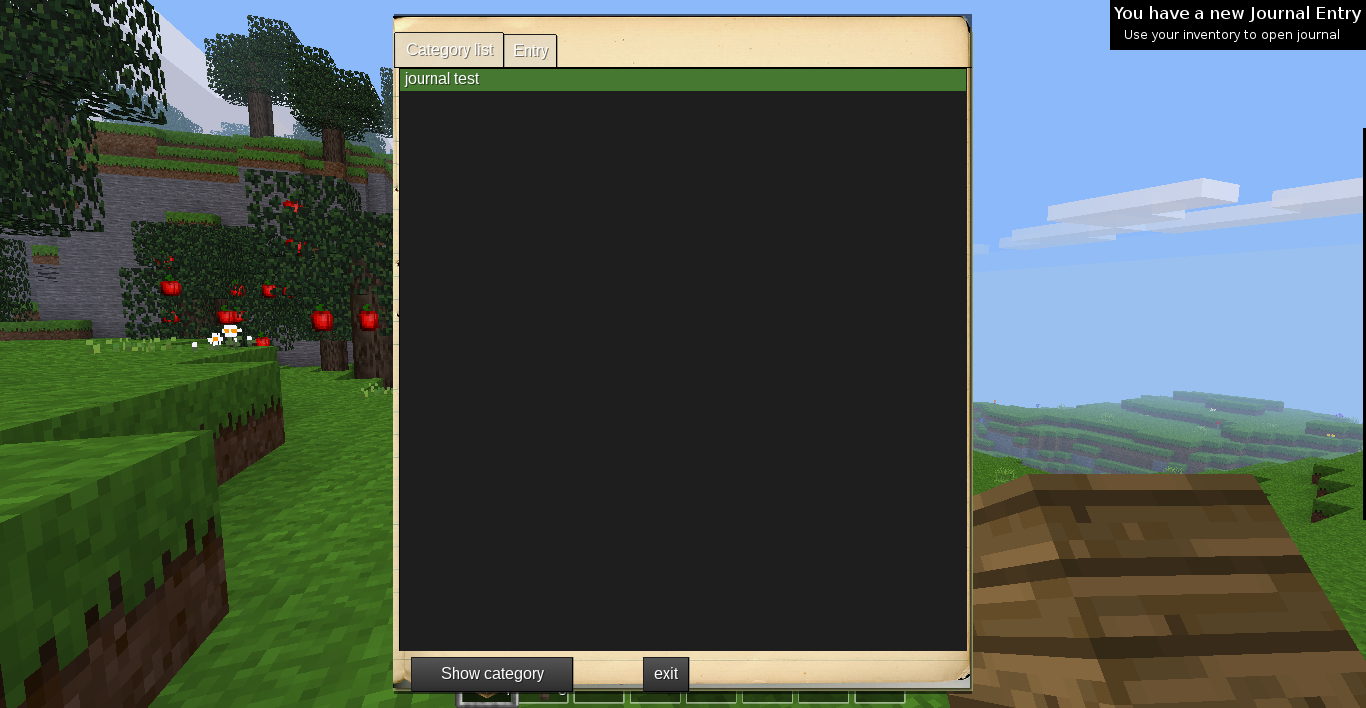 You have a new Journal Entry
Use your inventory to open journal
Category list
Entry
journal test
Show category
exit